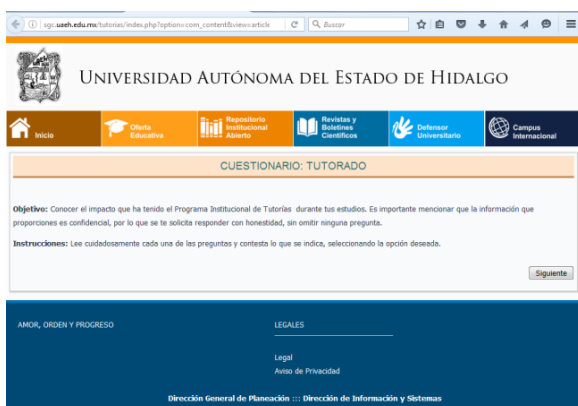 sgc.uaeh.edu.mx/tutorias/index.php?option=com_content&view=article
Buscar
UNIVERSIDAD AUTÓNOMA DEL ESTADO DE HIDALGO
Inicio
Oferta
Educativa
Repositorio
Institucional
Abierto
Revistas y
Boletines
Científicos
Defensor
Universitario
Campus
Internacional
CUESTIONARIO: TUTORADO
Objetivo: Conocer el impacto que ha tenido el Programa Institucional de Tutorías durante tus estudios. Es importante mencionar que la información que
proporciones es confidencial, por lo que se te solicita responder con honestidad, sin omitir ninguna pregunta.
Instrucciones: Lee cuidadosamente cada una de las preguntas y contesta lo que se indica, seleccionando la opción deseada.
Siguiente
AMOR, ORDEN Y PROGRESO
LEGALES
Legal
Aviso de Privacidad
Dirección General de Planeación ::: Dirección de Información y Sistemas